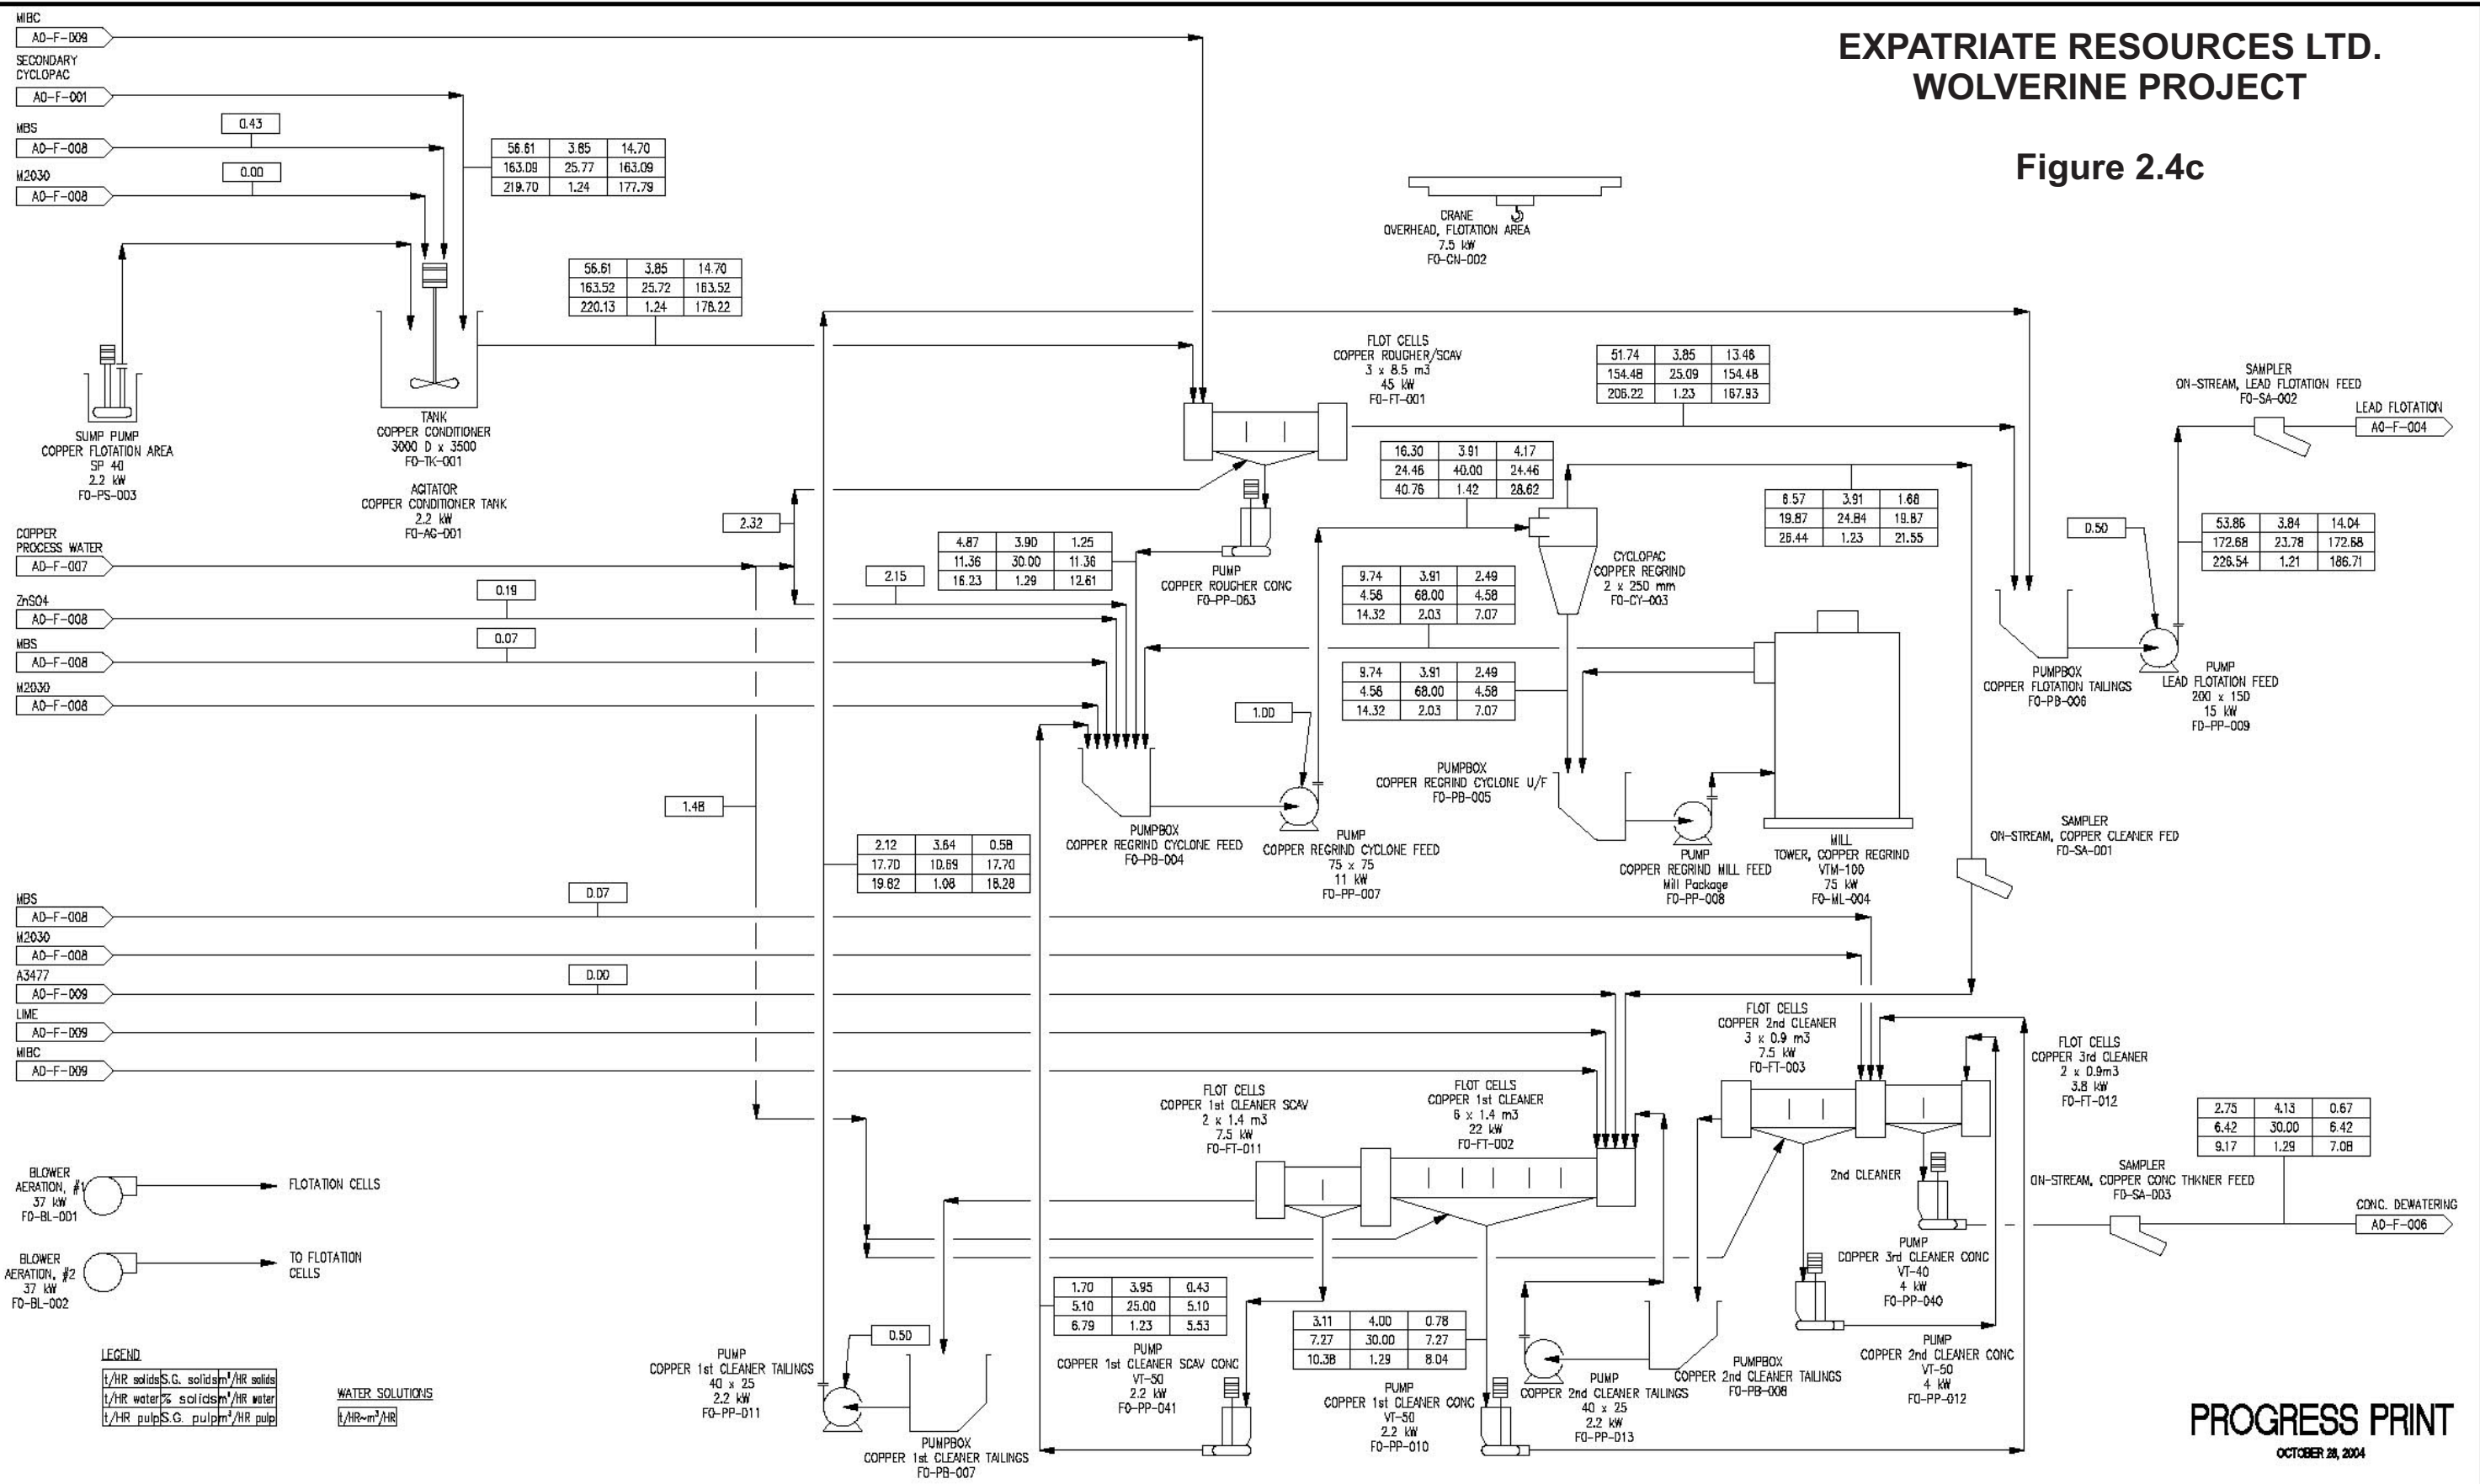 EXPATRIATE RESOURCES LTD.
WOLVERINE PROJECT
Figure 2.4c
MIBC
A0-F-009
SECONDARY
CYCLOPAC
A0-F-001
MBS
A0-F-008
0.43
M2030
A0-F-008
0.00
56.61 3.85 14.70
163.09 25.77 163.09
219.70 1.24 177.79
56.61 3.85 14.70
163.52 25.72 163.52
220.13 1.24 178.22
CRANE
OVERHEAD, FLOTATION AREA
7.5 kW
FO-CN-002
SUMP PUMP
COPPER FLOTATION AREA
SP 40
2.2 kW
FO-PS-003
TANK
COPPER CONDITIONER
3000 D x 3500
FO-TK-001
AGITATOR
COPPER CONDITIONER TANK
2.2 kW
FO-AG-001
FLOT CELLS
COPPER ROUGHER/SCAV
3 x 8.5 m3
45 kW
FO-FT-001
51.74 3.85 13.46
154.48 25.09 154.48
206.22 1.23 167.93
SAMPLER
ON-STREAM, LEAD FLOTATION FEED
FO-SA-002
LEAD FLOTATION
A0-F-004
16.30 3.91 4.17
24.46 40.00 24.46
40.76 1.42 28.62
6.57 3.91 1.68
19.87 24.84 19.87
26.44 1.23 21.55
0.50
53.86 3.84 14.04
172.68 23.78 172.68
226.54 1.21 186.71
COPPER
PROCESS WATER
A0-F-007
2.32
4.87 3.90 1.25
11.36 30.00 11.36
16.23 1.29 12.61
PUMP
COPPER ROUGHER CONC
FO-PP-063
CYCLOPAC
COPPER REGRIND
2 x 250 mm
FO-CY-003
2.15
9.74 3.91 2.49
4.58 68.00 4.58
14.32 2.03 7.07
ZnSO4
A0-F-008
0.19
MBS
A0-F-008
0.07
M2030
A0-F-008
9.74 3.91 2.49
4.58 68.00 4.58
14.32 2.03 7.07
1.00
PUMPBOX
COPPER FLOTATION TAILINGS
FO-PB-006
PUMP
LEAD FLOTATION FEED
200 x 150
15 kW
FO-PP-009
PUMPBOX
COPPER REGRIND CYCLONE U/F
FO-PB-005
1.48
PUMPBOX
COPPER REGRIND CYCLONE FEED
FO-PB-004
PUMP
COPPER REGRIND CYCLONE FEED
75 x 75
11 kW
FO-PP-007
PUMP
COPPER REGRIND MILL FEED
Mill Package
FO-PP-008
MILL
TOWER, COPPER REGRIND
VTM-100
75 kW
FO-ML-004
SAMPLER
ON-STREAM, COPPER CLEANER FED
FO-SA-001
2.12 3.64 0.58
17.70 10.69 17.70
19.82 1.08 18.28
MBS
A0-F-008
0.07
M2030
A0-F-008
A3477
A0-F-009
0.00
LIME
A0-F-009
MIBC
A0-F-009
FLOT CELLS
COPPER 2nd CLEANER
3 x 0.9 m3
7.5 kW
FO-FT-003
FLOT CELLS
COPPER 3rd CLEANER
2 x 0.9m3
3.8 kW
FO-FT-012
FLOT CELLS
COPPER 1st CLEANER SCAV
2 x 1.4 m3
7.5 kW
FO-FT-011
FLOT CELLS
COPPER 1st CLEANER
6 x 1.4 m3
22 kW
FO-FT-002
2.75 4.13 0.67
6.42 30.00 6.42
9.17 1.29 7.08
2nd CLEANER
SAMPLER
ON-STREAM, COPPER CONC THKNER FEED
FO-SA-003
CONC. DEWATERING
A0-F-006
BLOWER
AERATION, #1
37 kW
FO-BL-001
FLOTATION CELLS
BLOWER
AERATION, #2
37 kW
FO-BL-002
TO FLOTATION
CELLS
PUMP
COPPER 3rd CLEANER CONC
VT-40
4 kW
FO-PP-040
1.70 3.95 0.43
5.10 25.00 5.10
6.79 1.23 5.53
3.11 4.00 0.78
7.27 30.00 7.27
10.38 1.29 8.04
0.50
PUMP
COPPER 1st CLEANER TAILINGS
40 x 25
2.2 kW
FO-PP-011
PUMP
COPPER 1st CLEANER SCAV CONC
VT-50
2.2 kW
FO-PP-041
PUMP
COPPER 1st CLEANER CONC
VT-50
2.2 kW
FO-PP-010
PUMP
COPPER 2nd CLEANER TAILINGS
40 x 25
2.2 kW
FO-PP-013
PUMPBOX
COPPER 2nd CLEANER TAILINGS
FO-PB-008
PUMP
COPPER 2nd CLEANER CONC
VT-50
4 kW
FO-PP-012
PUMPBOX
COPPER 1st CLEANER TAILINGS
FO-PB-007
LEGEND
t/HR solids S.G. solids m³/HR solids
t/HR water % solids m³/HR water
t/HR pulp S.G. pulp m³/HR pulp
WATER SOLUTIONS
t/HR~m³/HR
PROGRESS PRINT
OCTOBER 28, 2004